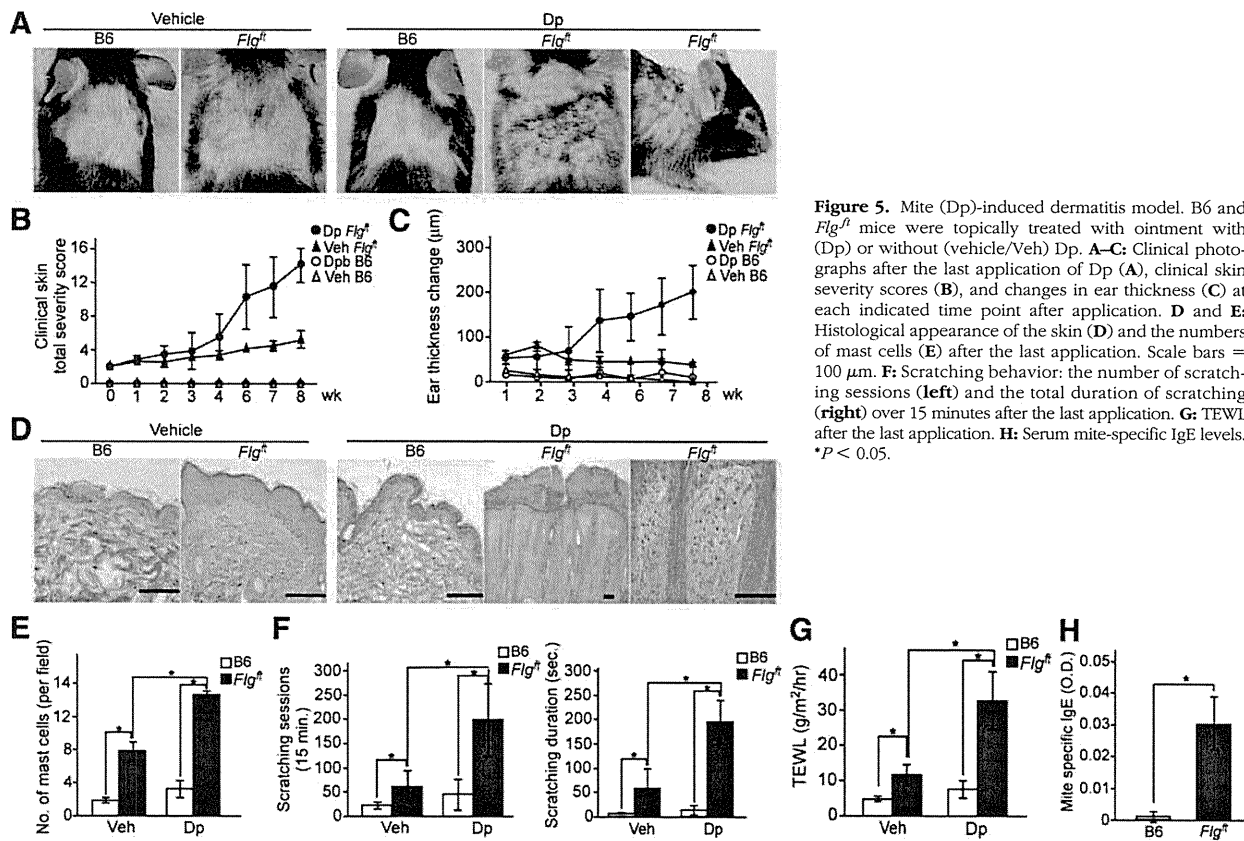 A
Vehicle
Dp
B6
Flg^ft
B6
Flg^ft
Flg^ft
B
Clinical skin
total severity score
16
12
8
4
0
0 1 2 3 4 5 6 7 8 wk
Dp Flg^ft
Veh Flg^ft
Dpb B6
Veh B6
C
Ear thickness change (μm)
300
200
100
0
1 2 3 4 5 6 7 8 wk
Dp Flg^ft
Veh Flg^ft
Dp B6
Veh B6
Figure 5. Mite (Dp)-induced dermatitis model. B6 and
Flg^ft mice were topically treated with ointment with
(Dp) or without (vehicle/Veh) Dp. A–C: Clinical photo-
graphs after the last application of Dp (A), clinical skin
severity scores (B), and changes in ear thickness (C) at
each indicated time point after application. D and E:
Histological appearance of the skin (D) and the numbers
of mast cells (E) after the last application. Scale bars =
100 μm. F: Scratching behavior: the number of scratch-
ing sessions (left) and the total duration of scratching
(right) over 15 minutes after the last application. G: TEWL
after the last application. H: Serum mite-specific IgE levels.
*P < 0.05.
D
Vehicle
Dp
B6
Flg^ft
B6
Flg^ft
Flg^ft
E
No. of mast cells (per field)
14
12
8
4
0
Veh Dp
B6
Flg^ft
* * *
F
Scratching sessions
(15 min.)
300
250
200
150
100
50
0
Veh Dp
* * *
Scratching duration (sec.)
300
250
200
150
100
50
0
Veh Dp
B6
Flg^ft
* * *
G
TEWL (g/m²/hr)
40
30
20
10
0
Veh Dp
B6
Flg^ft
* * *
H
Mite specific IgE (O.D.)
0.05
0.04
0.03
0.02
0.01
0
B6 Flg^ft
*